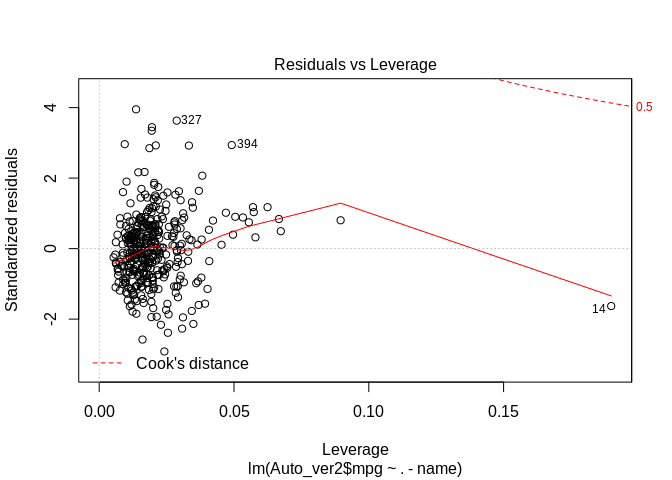 Residuals vs Leverage
Standardized residuals
4
2
0
-2
327
394
14
0.5
Cook's distance
0.00 0.05 0.10 0.15
Leverage
lm(Auto_ver2$mpg ~ . - name)